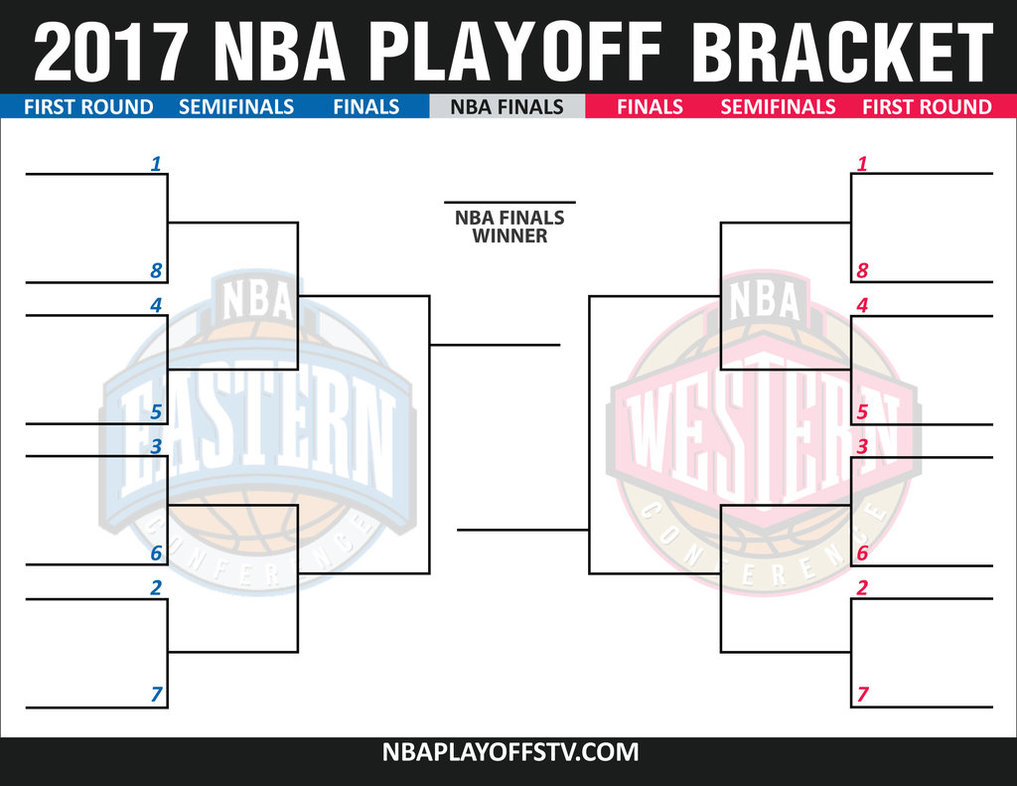 2017 NBA PLAYOFF BRACKET
FIRST ROUND SEMIFINALS FINALS NBA FINALS FINALS SEMIFINALS FIRST ROUND
1
8
4
5
3
6
2
7
NBA FINALS
WINNER
1
8
4
5
3
6
2
7
NBA
EASTERN
CONFERENCE
NBA
WESTERN
CONFERENCE
NBAPLAYOFFSTV.COM